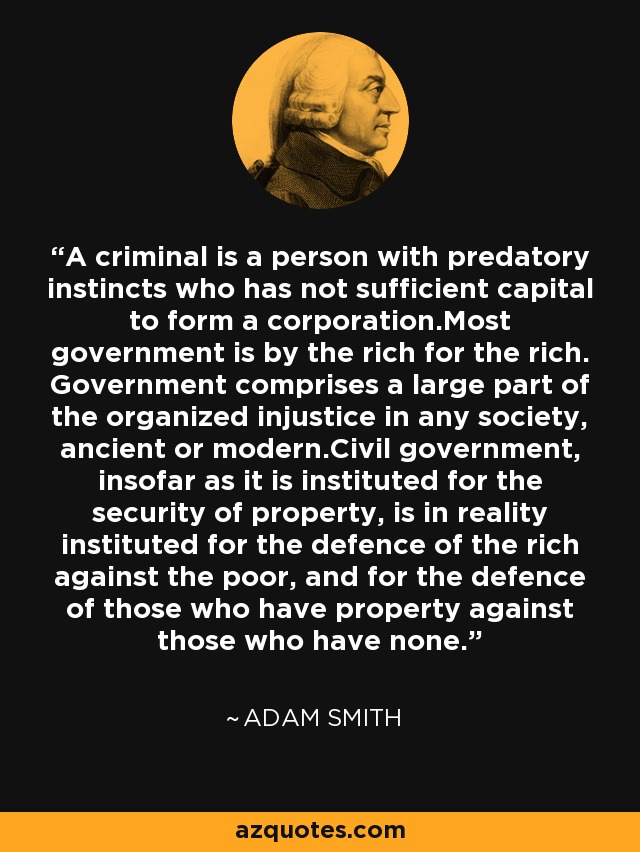 “A criminal is a person with predatory
instincts who has not sufficient capital
to form a corporation.Most
government is by the rich for the rich.
Government comprises a large part of
the organized injustice in any society,
ancient or modern.Civil government,
insofar as it is instituted for the
security of property, is in reality
instituted for the defence of the rich
against the poor, and for the defence
of those who have property against
those who have none.”
~ ADAM SMITH
azquotes.com